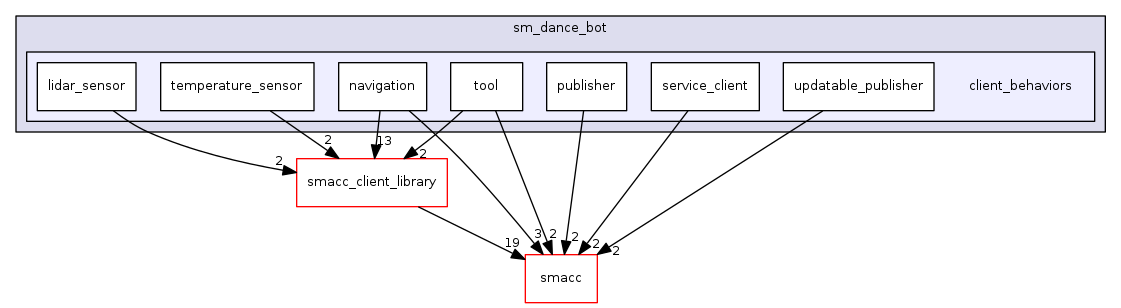 sm_dance_bot
lidar_sensor
temperature_sensor
navigation
tool
publisher
service_client
updatable_publisher
client_behaviors
2
2
13
2
smacc_client_library
19
3
2
2
2
2
smacc